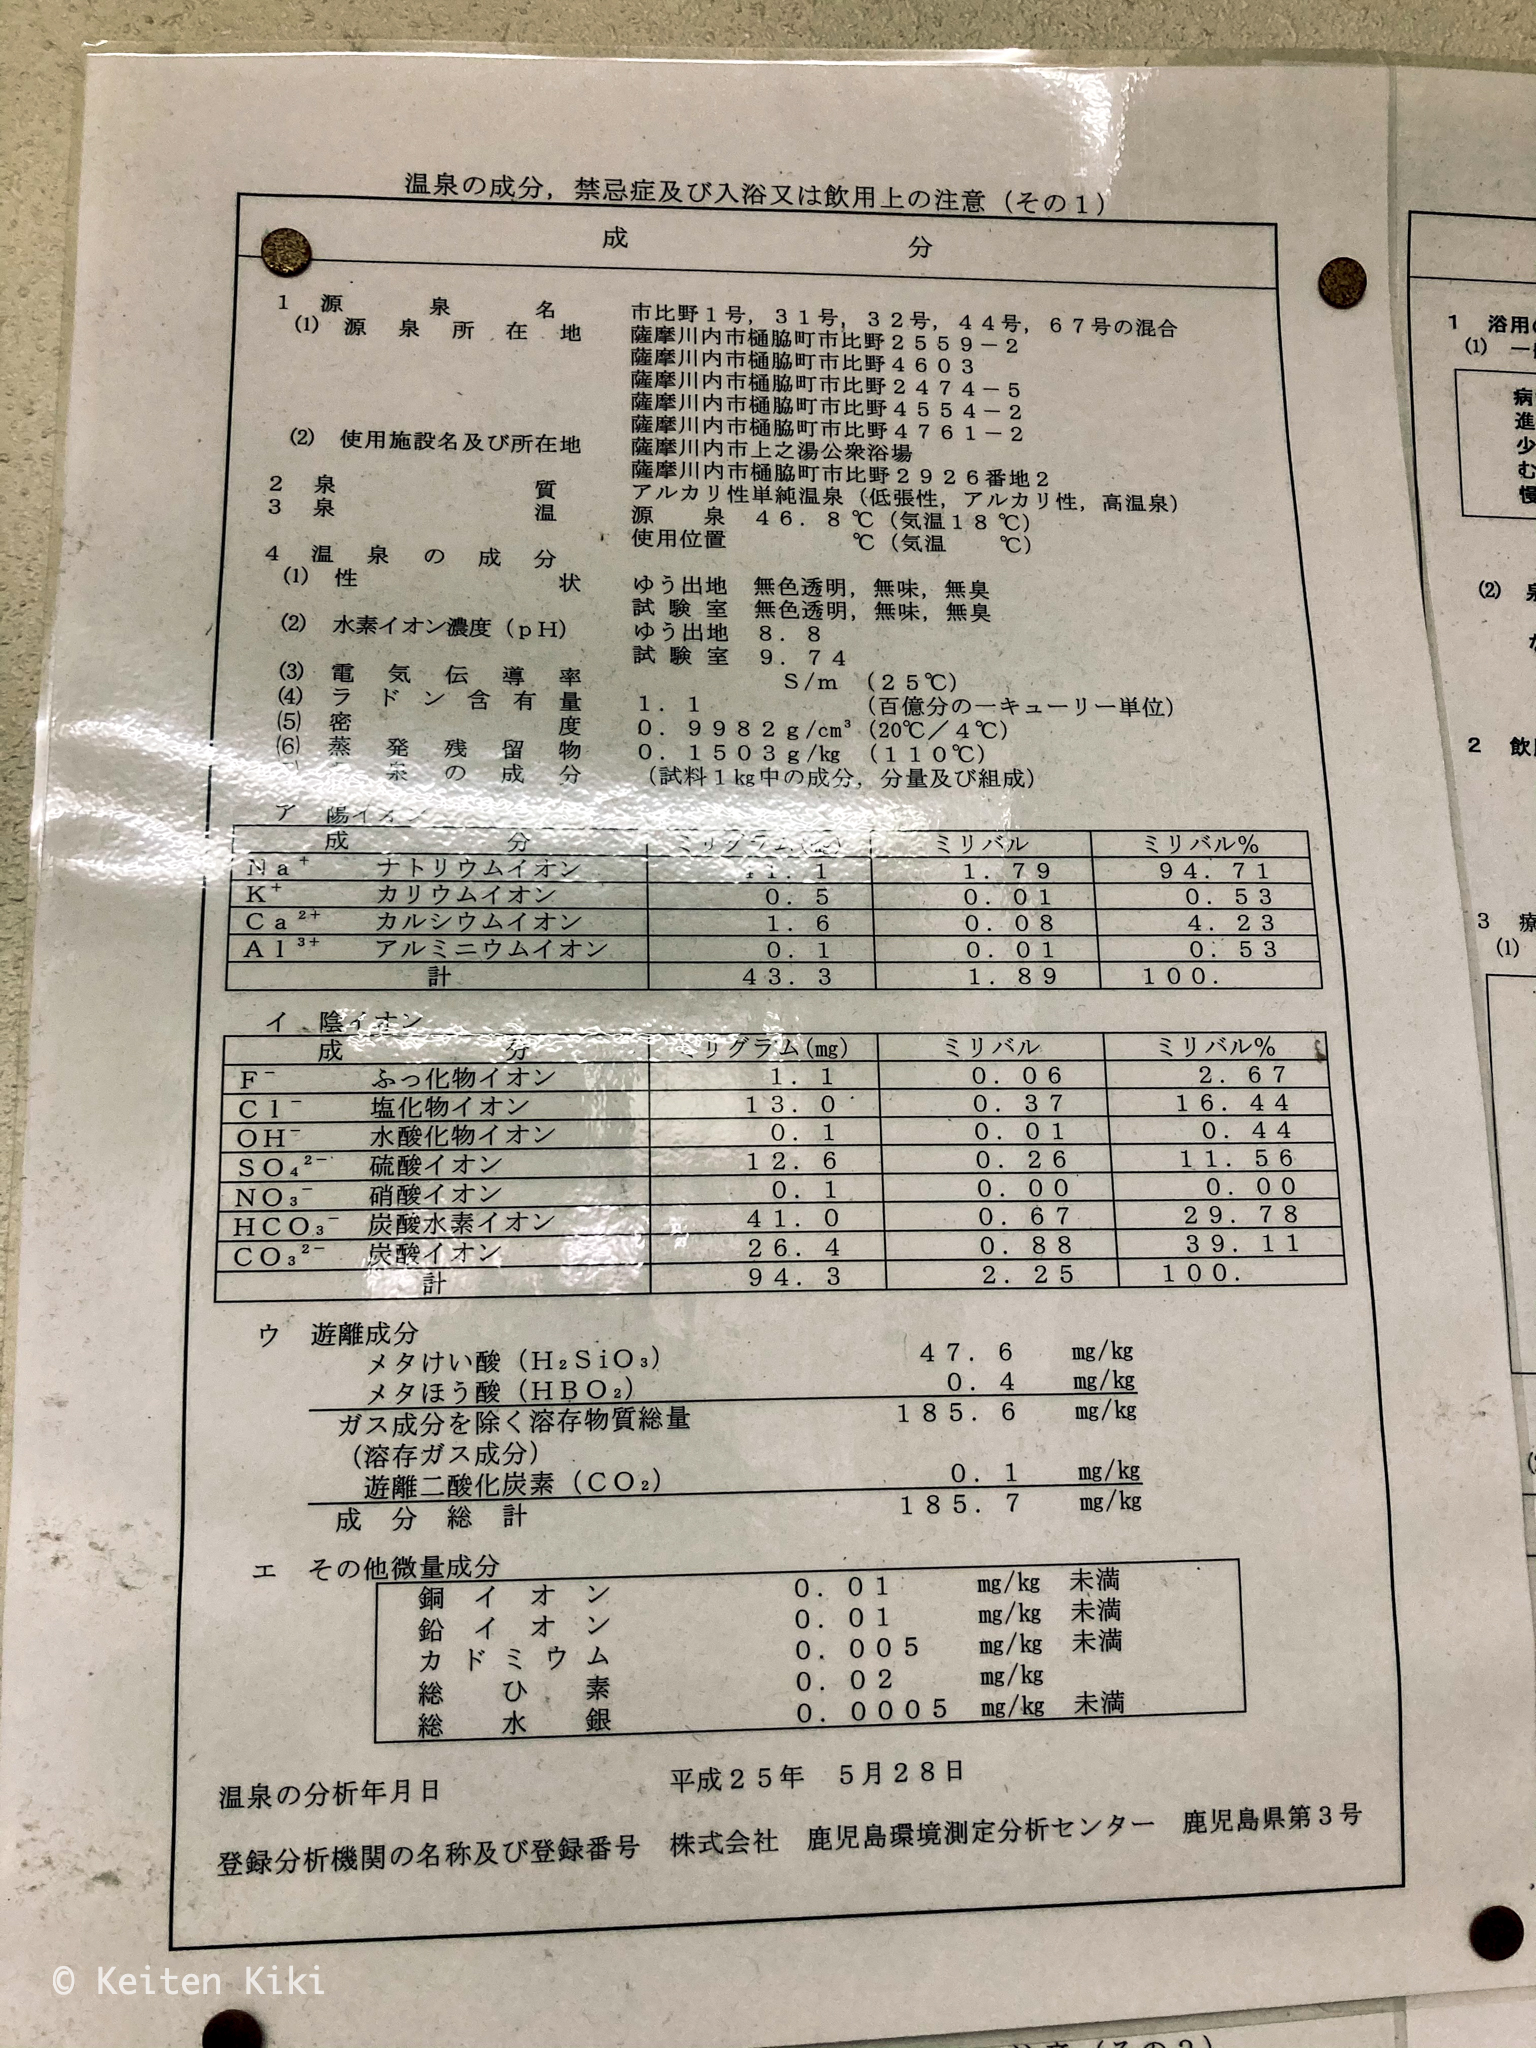 温泉の成分，禁忌症及び入浴又は飲用上の注意（その１）
成　分
１　源泉名　市比野１号，３１号，３２号，４４号，６７号の混合
⑴　源泉所在地　薩摩川内市樋脇町市比野２５５９－２
薩摩川内市樋脇町市比野４６０３
薩摩川内市樋脇町市比野２４７４－５
薩摩川内市樋脇町市比野４５５４－２
薩摩川内市樋脇町市比野４７６１－２
⑵　使用施設名及び所在地　薩摩川内市上之湯公衆浴場
薩摩川内市樋脇町市比野２９２６番地２
２　泉質　アルカリ性単純温泉（低張性，アルカリ性，高温泉）
３　泉温　源泉　４６．８℃（気温１８℃）
使用位置　℃（気温　℃）
４　温泉の成分
⑴　性状　ゆう出地　無色透明，無味，無臭
試験室　無色透明，無味，無臭
⑵　水素イオン濃度（ｐＨ）　ゆう出地　８．８
試験室　９．７４
⑶　電気伝導率　Ｓ/ｍ　（２５℃）
⑷　ラドン含有量　１．１　（百億分の一キューリー単位）
⑸　密度　０．９９８２ｇ/cm³（20℃／４℃）
⑹　蒸発残留物　０．１５０３ｇ/kg　（１１０℃）
泉の成分　（試料１㎏中の成分，分量及び組成）
ア　陽イオン
成分　ミリグラム(㎎)　ミリバル　ミリバル％
Ｎａ⁺　ナトリウムイオン　４１．１　１．７９　９４．７１
Ｋ⁺　カリウムイオン　０．５　０．０１　０．５３
Ｃａ²⁺　カルシウムイオン　１．６　０．０８　４．２３
Ａｌ³⁺　アルミニウムイオン　０．１　０．０１　０．５３
計　４３．３　１．８９　１００．
イ　陰イオン
成分　ミリグラム(㎎)　ミリバル　ミリバル％
Ｆ⁻　ふっ化物イオン　１．１　０．０６　２．６７
Ｃｌ⁻　塩化物イオン　１３．０　０．３７　１６．４４
ＯＨ⁻　水酸化物イオン　０．１　０．０１　０．４４
ＳＯ₄²⁻　硫酸イオン　１２．６　０．２６　１１．５６
ＮＯ₃⁻　硝酸イオン　０．１　０．００　０．００
ＨＣＯ₃⁻　炭酸水素イオン　４１．０　０．６７　２９．７８
ＣＯ₃²⁻　炭酸イオン　２６．４　０．８８　３９．１１
計　９４．３　２．２５　１００．
ウ　遊離成分
メタけい酸（Ｈ₂ＳｉＯ₃）　４７．６　㎎/㎏
メタほう酸（ＨＢＯ₂）　０．４　㎎/㎏
ガス成分を除く溶存物質総量　１８５．６　㎎/㎏
（溶存ガス成分）
遊離二酸化炭素（ＣＯ₂）　０．１　㎎/㎏
成分総計　１８５．７　㎎/㎏
エ　その他微量成分
銅イオン　０．０１　㎎/㎏　未満
鉛イオン　０．０１　㎎/㎏　未満
カドミウム　０．００５　㎎/㎏　未満
総ひ素　０．０２　㎎/㎏
総水銀　０．０００５　㎎/㎏　未満
温泉の分析年月日　平成２５年　５月２８日
登録分析機関の名称及び登録番号　株式会社　鹿児島環境測定分析センター　鹿児島県第３号
１　浴用
⑴　一
病
進
少
む
慢
⑵　泉
２　飲
３　療
⑴
© Keiten Kiki